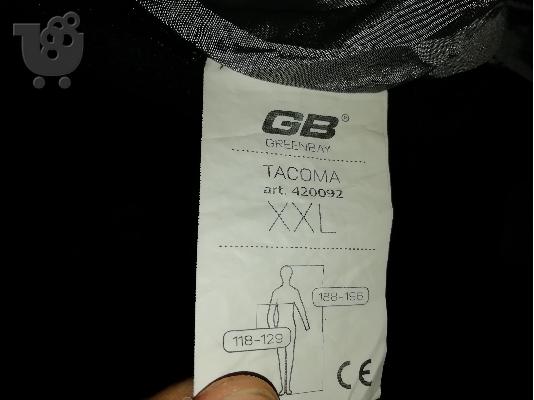 GB®
GREENBAY
TACOMA
art. 420092
XXL
188-196
118-129
CE